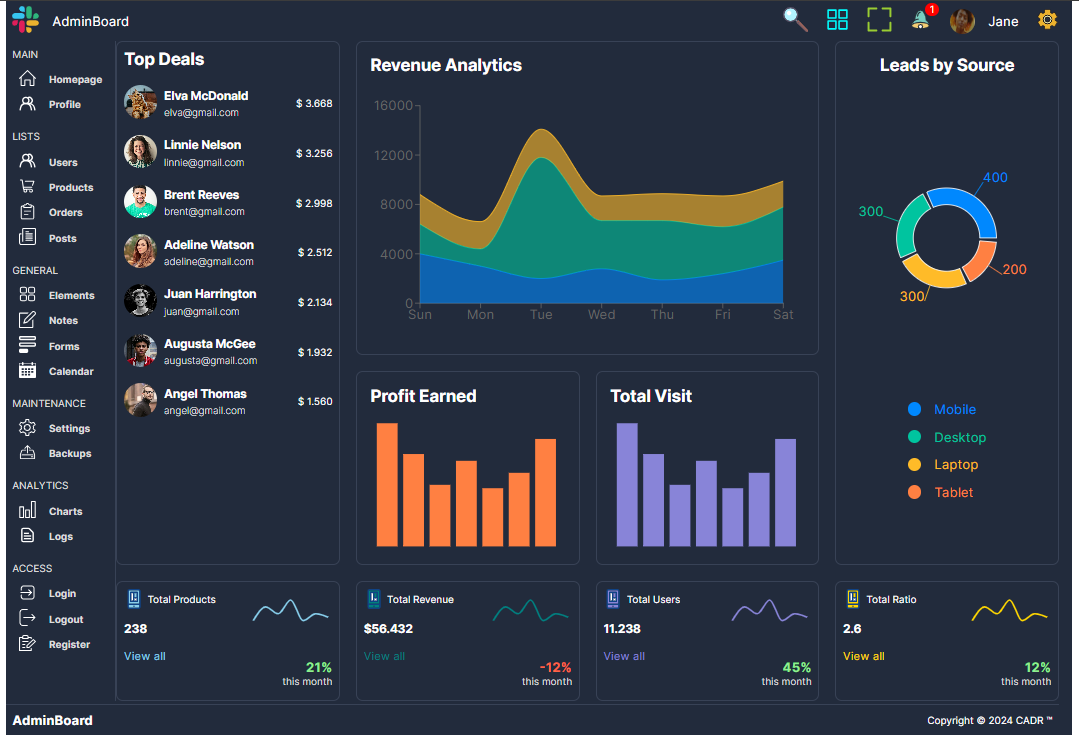 AdminBoard
1
Jane
MAIN
Homepage
Profile
LISTS
Users
Products
Orders
Posts
GENERAL
Elements
Notes
Forms
Calendar
MAINTENANCE
Settings
Backups
ANALYTICS
Charts
Logs
ACCESS
Login
Logout
Register
Top Deals
Elva McDonald
elva@gmail.com
$ 3.668
Linnie Nelson
linnie@gmail.com
$ 3.256
Brent Reeves
brent@gmail.com
$ 2.998
Adeline Watson
adeline@gmail.com
$ 2.512
Juan Harrington
juan@gmail.com
$ 2.134
Augusta McGee
augusta@gmail.com
$ 1.932
Angel Thomas
angel@gmail.com
$ 1.560
Revenue Analytics
16000
12000
8000
4000
0
Sun Mon Tue Wed Thu Fri Sat
Profit Earned
Total Visit
Leads by Source
400
300
200
300
Mobile
Desktop
Laptop
Tablet
Total Products
238
View all
21%
this month
Total Revenue
$56.432
View all
-12%
this month
Total Users
11.238
View all
45%
this month
Total Ratio
2.6
View all
12%
this month
AdminBoard
Copyright © 2024 CADR ™